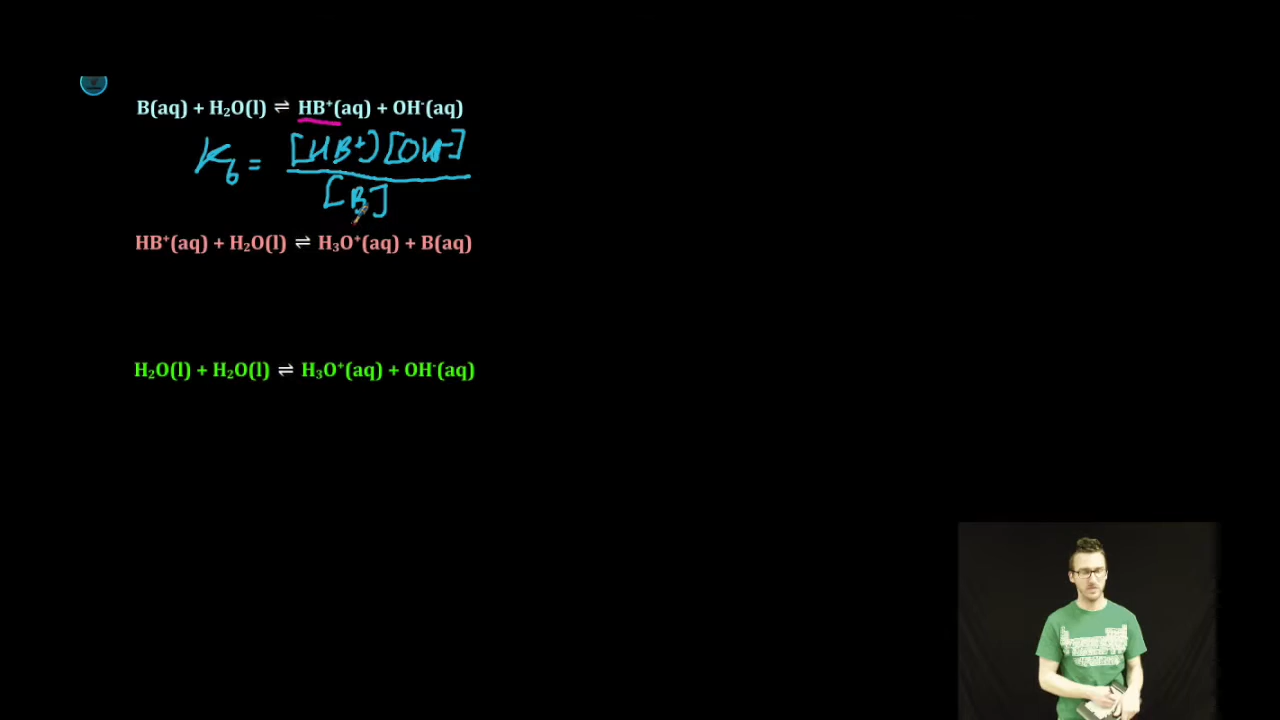 B(aq) + H₂O(l) ⇌ HB⁺(aq) + OH⁻(aq)
K_b = [HB⁺][OH⁻] / [B]
HB⁺(aq) + H₂O(l) ⇌ H₃O⁺(aq) + B(aq)
H₂O(l) + H₂O(l) ⇌ H₃O⁺(aq) + OH⁻(aq)